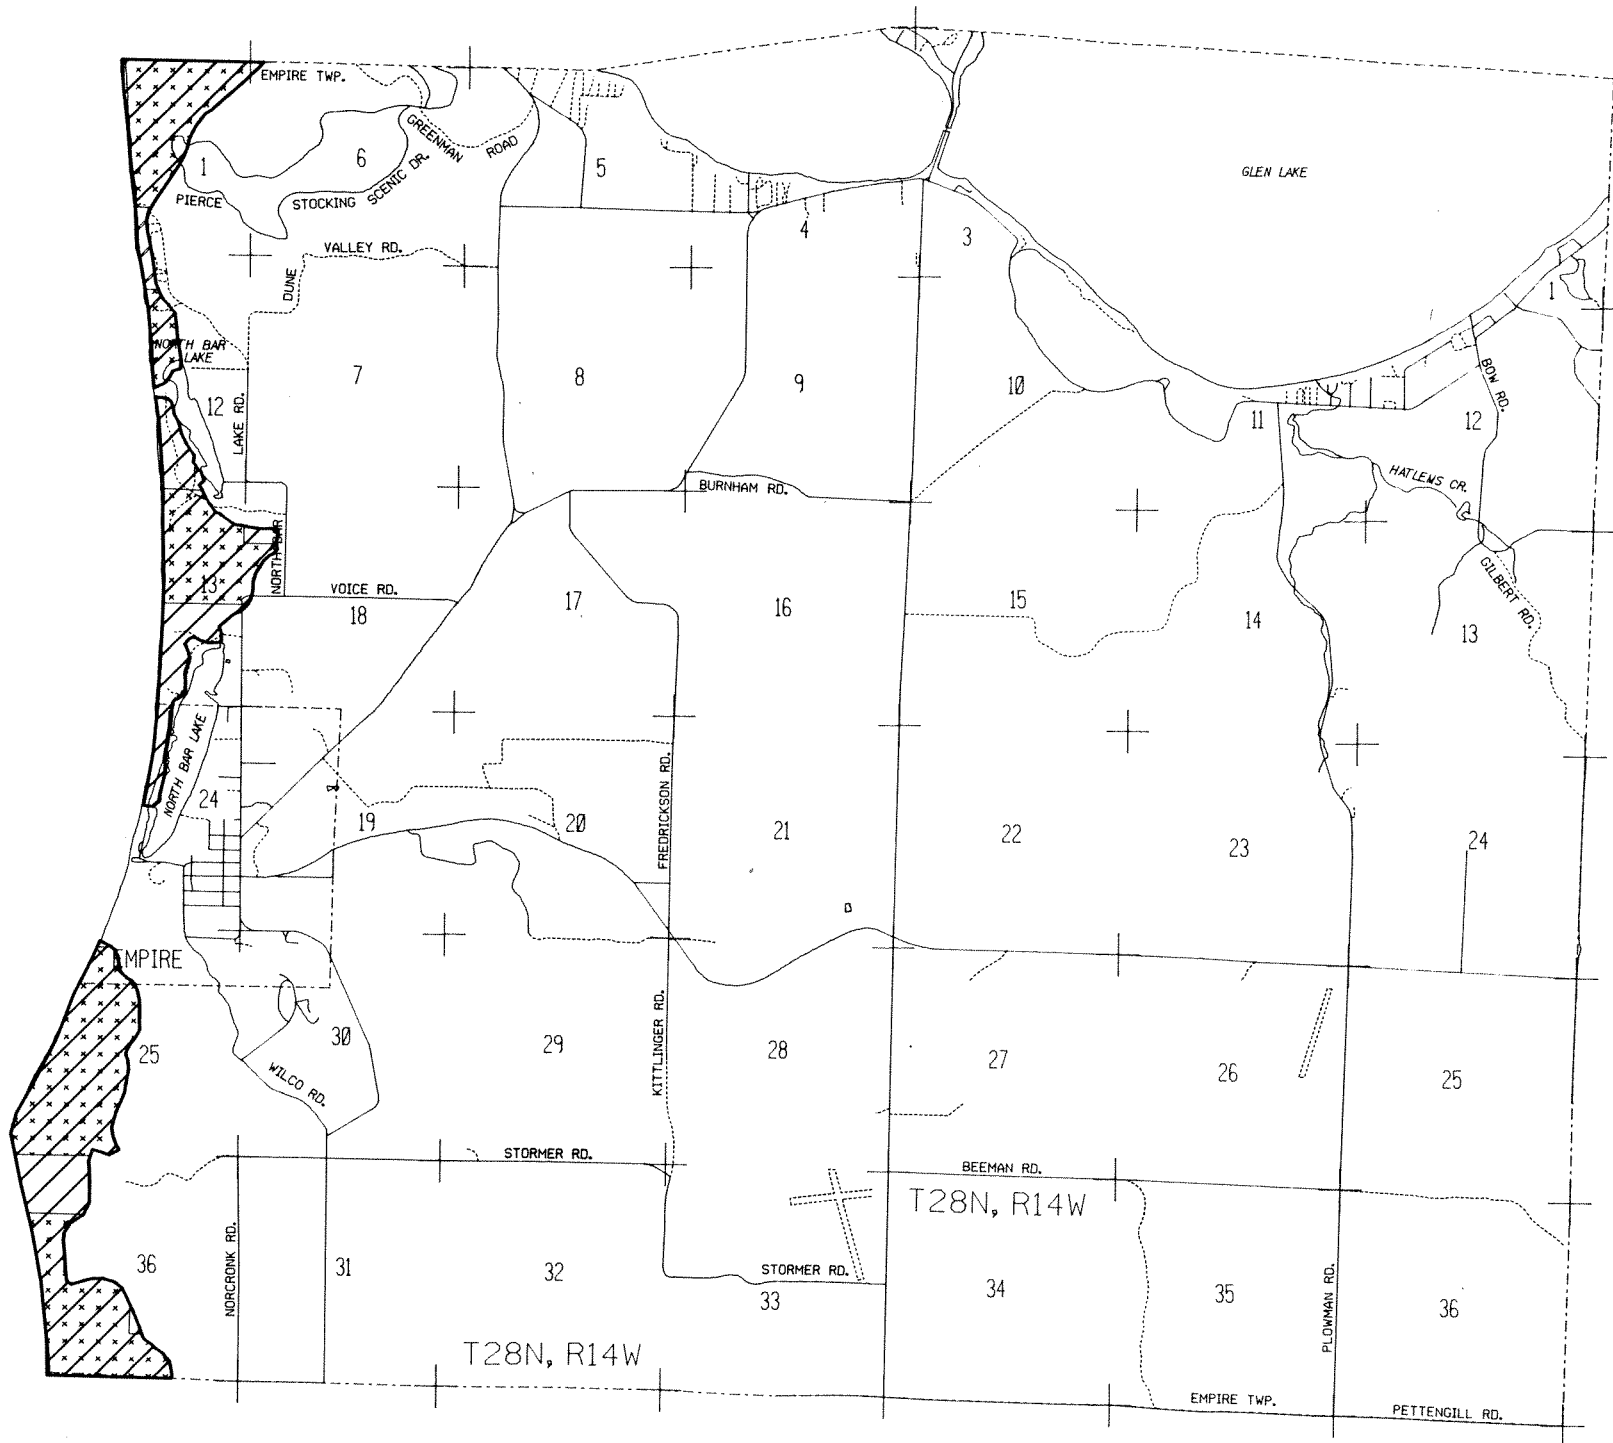 EMPIRE TWP.
GREENMAN ROAD
5
6
1
GLEN LAKE
PIERCE STOCKING SCENIC DR.
4
3
VALLEY RD.
DUNE
1
NORTH BAR
LAKE
7
8
9
10
BOW RD.
12
LAKE RD.
11
12
HATLEMS CR.
BURNHAM RD.
NORTH BAR
13
VOICE RD.
18
17
16
15
14
GILBERT RD.
13
NORTH BAR LAKE
FREDRICKSON RD.
24
19
20
21
22
23
24
EMPIRE
25
30
29
28
27
26
25
KITTLINGER RD.
WILCO RD.
STORMER RD.
BEEMAN RD.
T28N, R14W
NORCRONK RD.
36
31
32
STORMER RD.
33
34
35
36
PLOWMAN RD.
T28N, R14W
EMPIRE TWP.
PETTENGILL RD.